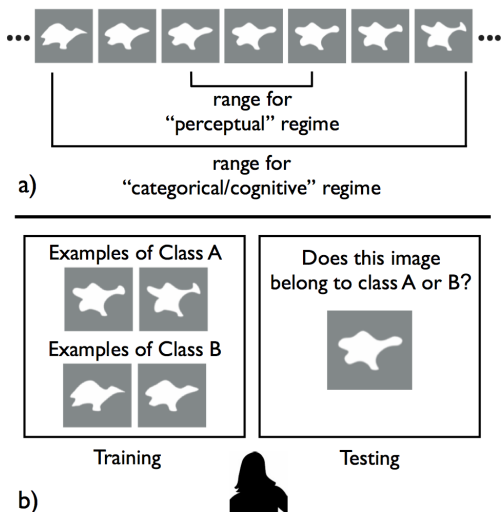 range for
“perceptual” regime
range for
“categorical/cognitive” regime
a)
Examples of Class A
Examples of Class B
Training
Does this image
belong to class A or B?
Testing
b)